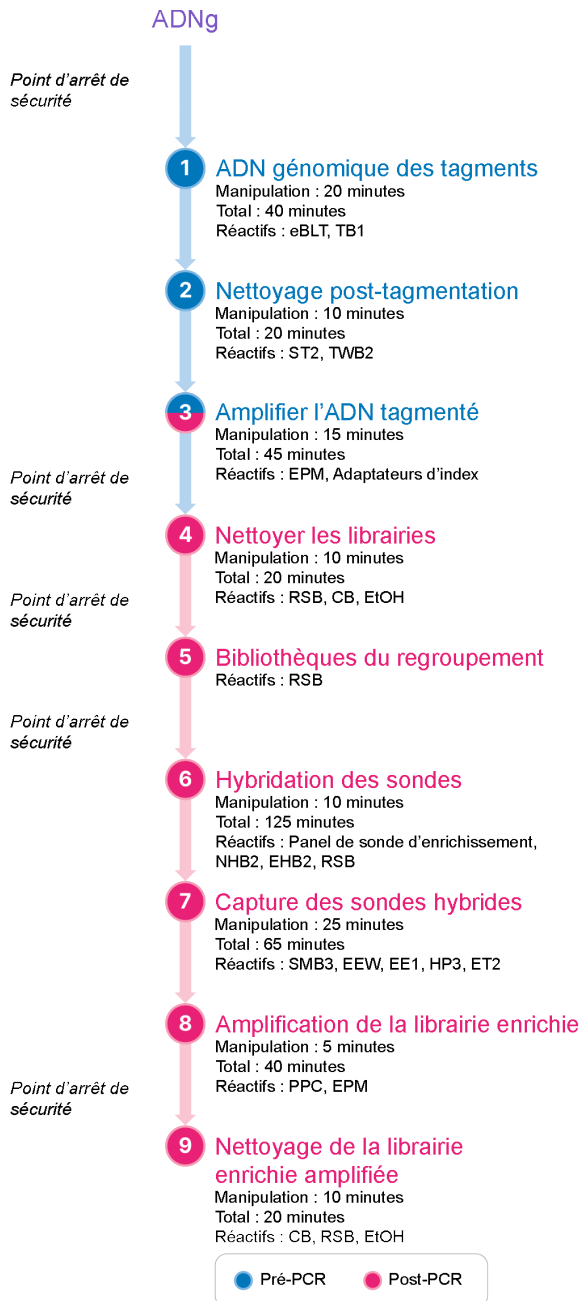 ADNg
Point d’arrêt de
sécurité
1
ADN génomique des tagments
Manipulation : 20 minutes
Total : 40 minutes
Réactifs : eBLT, TB1
2
Nettoyage post-tagmentation
Manipulation : 10 minutes
Total : 20 minutes
Réactifs : ST2, TWB2
3
Amplifier l’ADN tagmenté
Manipulation : 15 minutes
Total : 45 minutes
Réactifs : EPM, Adaptateurs d’index
Point d’arrêt de
sécurité
4
Nettoyer les librairies
Manipulation : 10 minutes
Total : 20 minutes
Réactifs : RSB, CB, EtOH
Point d’arrêt de
sécurité
5
Bibliothèques du regroupement
Réactifs : RSB
Point d’arrêt de
sécurité
6
Hybridation des sondes
Manipulation : 10 minutes
Total : 125 minutes
Réactifs : Panel de sonde d’enrichissement,
NHB2, EHB2, RSB
7
Capture des sondes hybrides
Manipulation : 25 minutes
Total : 65 minutes
Réactifs : SMB3, EEW, EE1, HP3, ET2
8
Amplification de la librairie enrichie
Manipulation : 5 minutes
Total : 40 minutes
Réactifs : PPC, EPM
Point d’arrêt de
sécurité
9
Nettoyage de la librairie
enrichie amplifiée
Manipulation : 10 minutes
Total : 20 minutes
Réactifs : CB, RSB, EtOH
Pré-PCR
Post-PCR